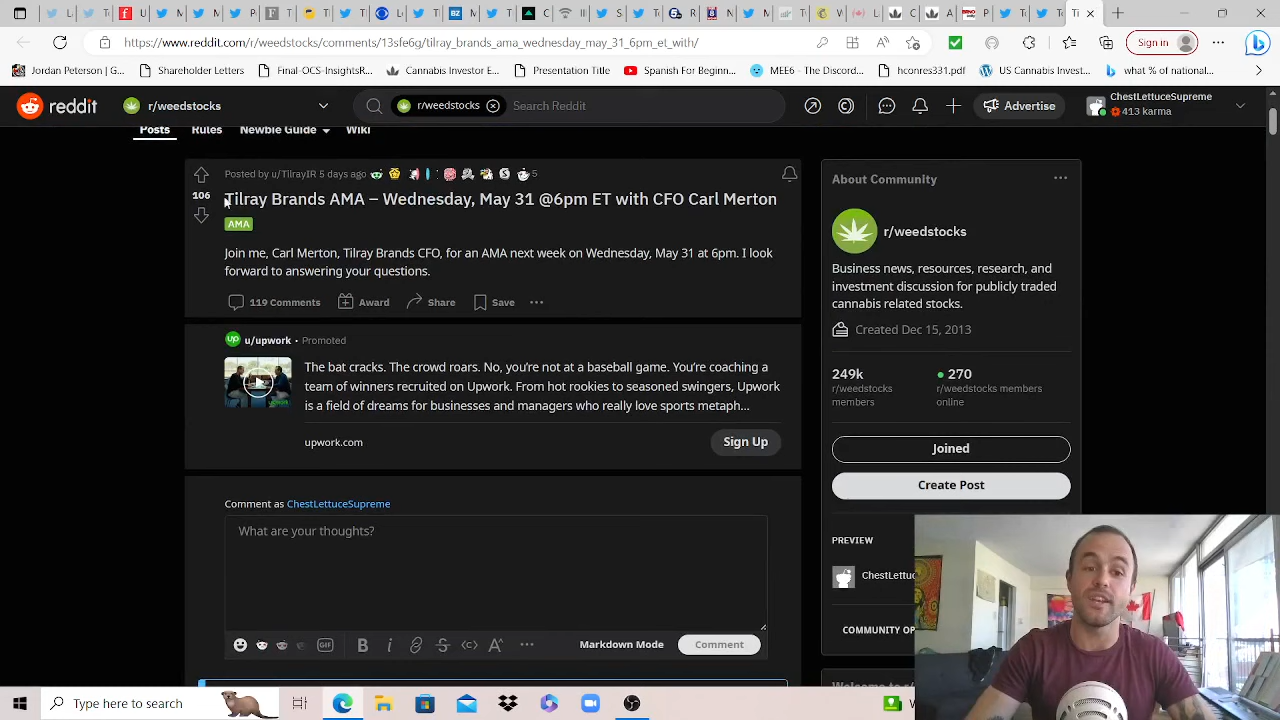 https://www.reddit.com/r/weedstocks/comments/13sfe6g/tilray_brands_ama_wednesday_may_31_6pm_et_with/
Sign in
Jordan Peterson | G...
Shareholder Letters
Final-OCS-InsightsR...
Cannabis Investor E...
Presentation Title
Spanish For Beginn...
MEE6 - The Discord...
hconres331.pdf
US Cannabis Invest...
what % of national...
reddit
r/weedstocks
r/weedstocks
Search Reddit
Advertise
ChestLettuceSupreme
413 karma
Posts
Rules
Newbie Guide
Wiki
Posted by u/TilrayIR 5 days ago
5
106
Tilray Brands AMA – Wednesday, May 31 @6pm ET with CFO Carl Merton
AMA
Join me, Carl Merton, Tilray Brands CFO, for an AMA next week on Wednesday, May 31 at 6pm. I look
forward to answering your questions.
119 Comments
Award
Share
Save
u/upwork • Promoted
The bat cracks. The crowd roars. No, you're not at a baseball game. You're coaching a
team of winners recruited on Upwork. From hot rookies to seasoned swingers, Upwork
is a field of dreams for businesses and managers who really love sports metaph...
upwork.com
Sign Up
Comment as ChestLettuceSupreme
What are your thoughts?
GIF
Markdown Mode
Comment
About Community
r/weedstocks
Business news, resources, research, and
investment discussion for publicly traded
cannabis related stocks.
Created Dec 15, 2013
249k
r/weedstocks
members
270
r/weedstocks members
online
Joined
Create Post
PREVIEW
ChestLettuc
COMMUNITY OP
Type here to search